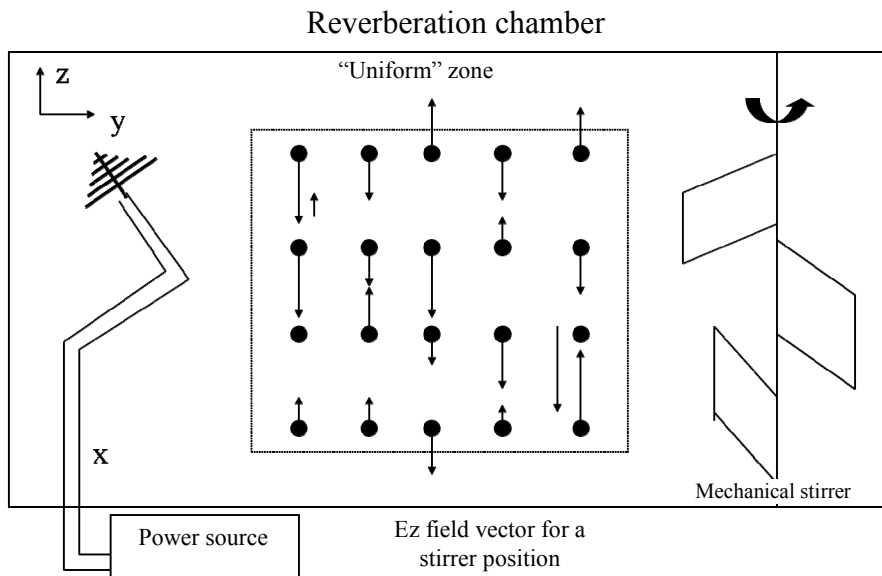 Reverberation chamber
“Uniform” zone
z
y
x
Mechanical stirrer
Power source
Ez field vector for a
stirrer position